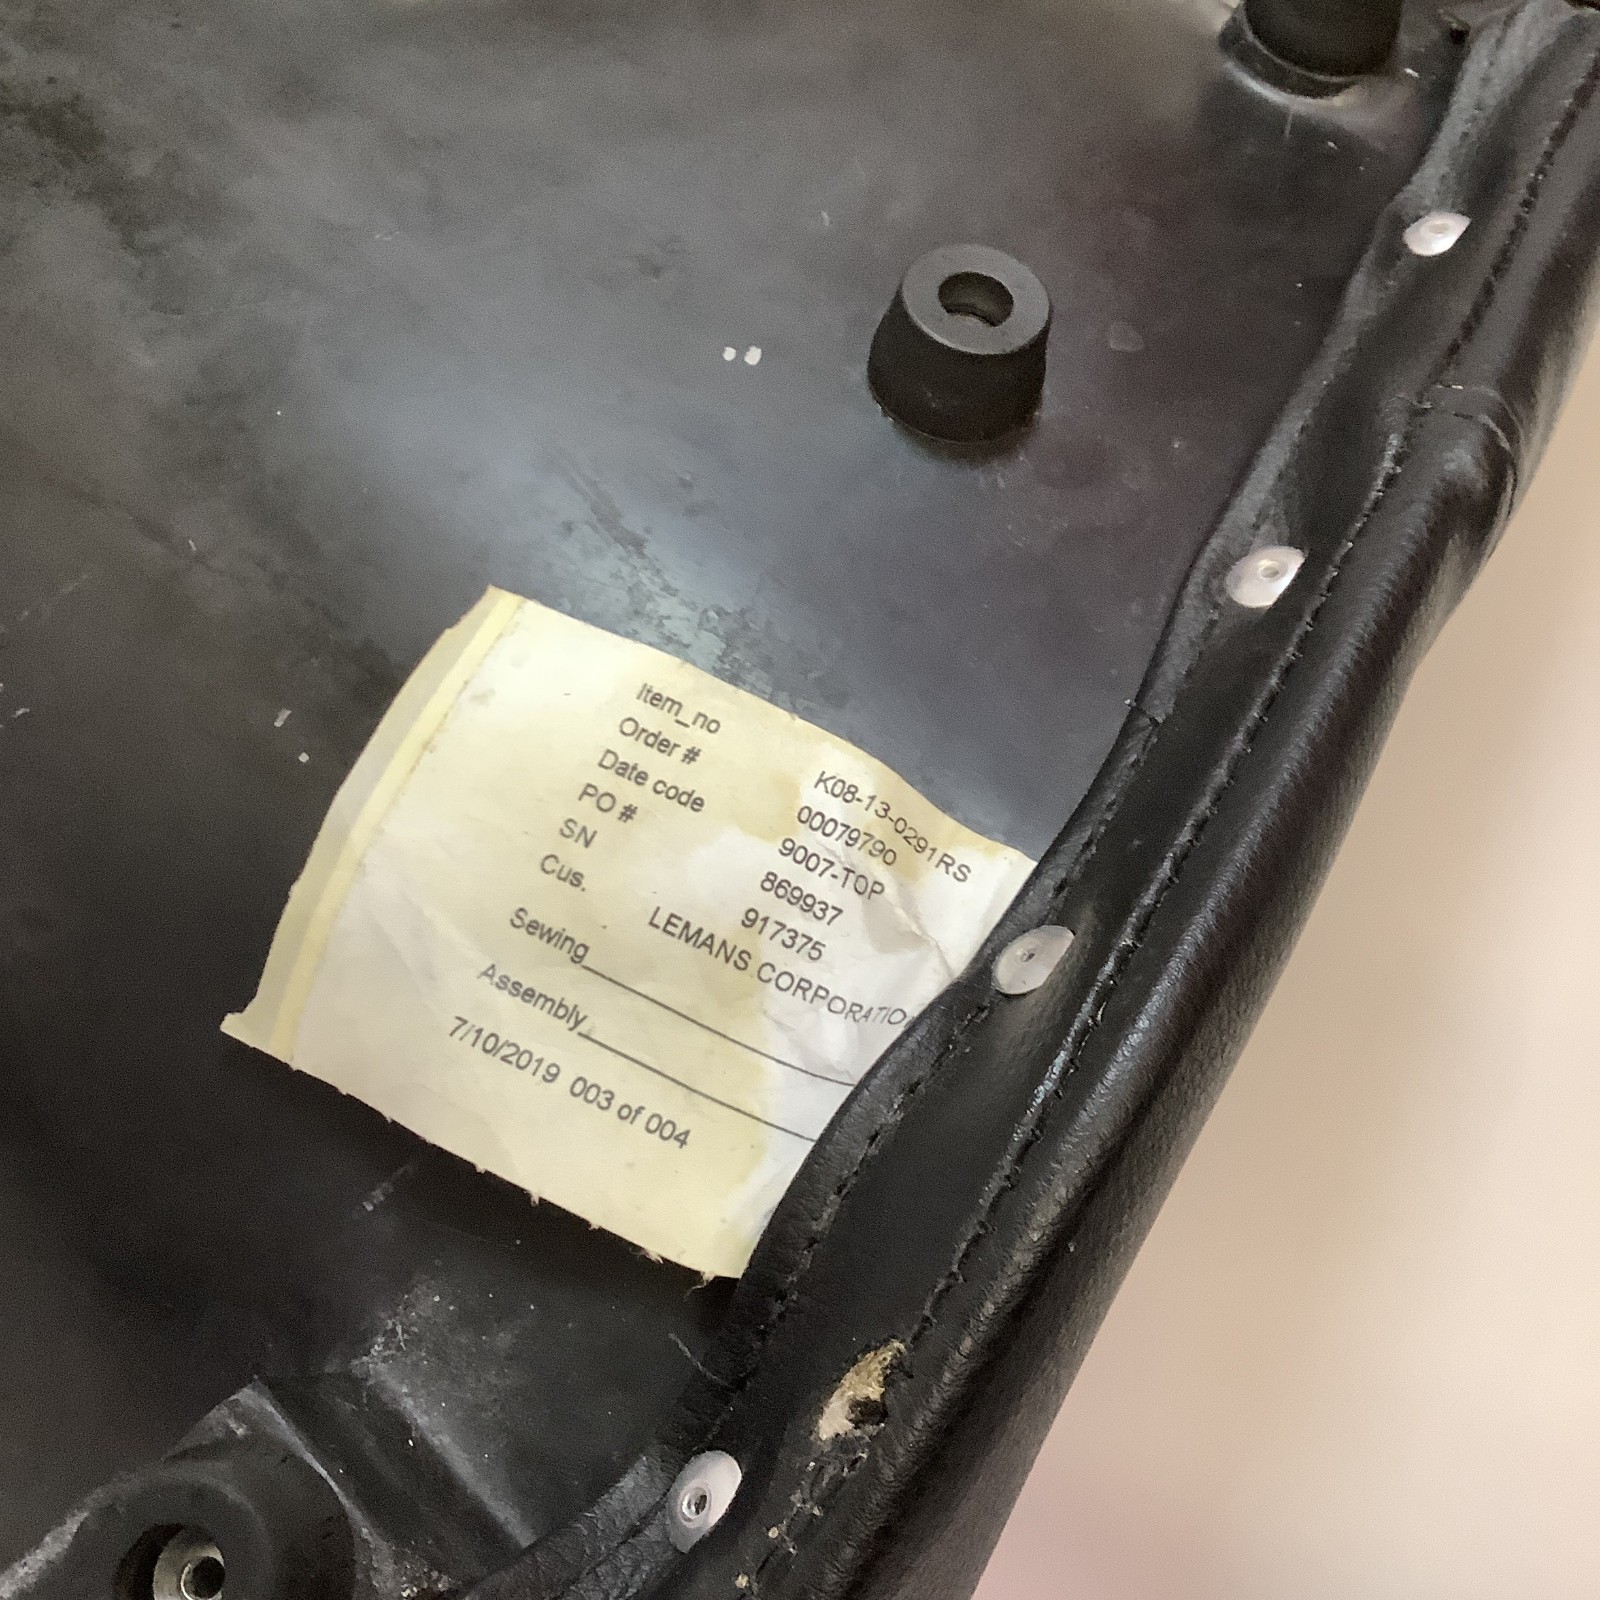 Item_no K08-13-0291RS
Order # 00079790
Date code 9007-TOP
PO # 869937
SN 917375
Cus. LEMANS CORPORATIO
Sewing
Assembly
7/10/2019 003 of 004